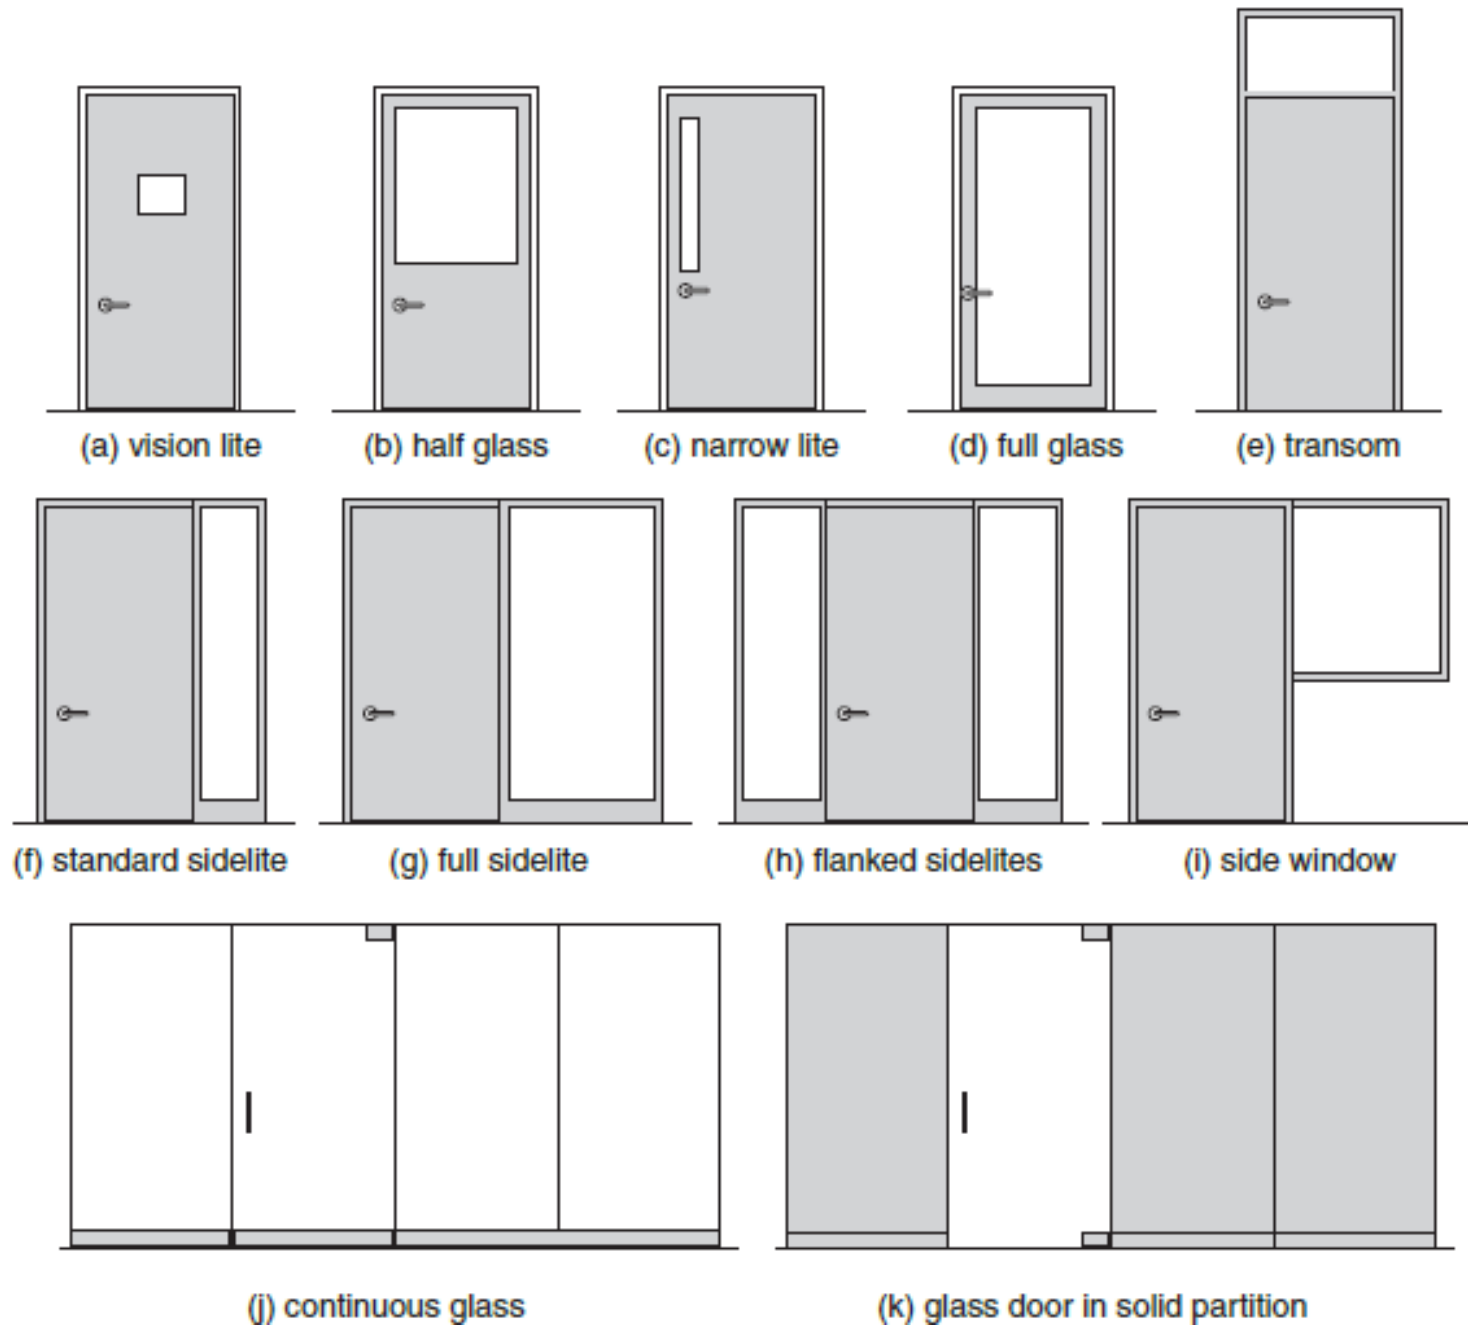 (a) vision lite
(b) half glass
(c) narrow lite
(d) full glass
(e) transom
(f) standard sidelite
(g) full sidelite
(h) flanked sidelites
(i) side window
(j) continuous glass
(k) glass door in solid partition